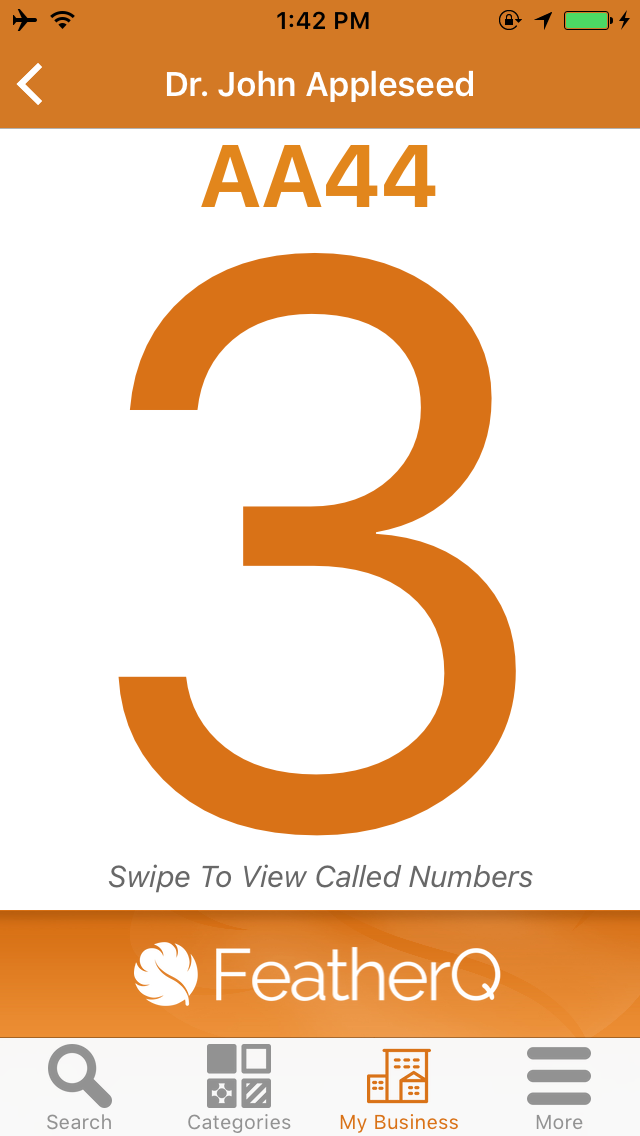 1:42 PM
Dr. John Appleseed
AA44
3
Swipe To View Called Numbers
FeatherQ
Search Categories My Business More